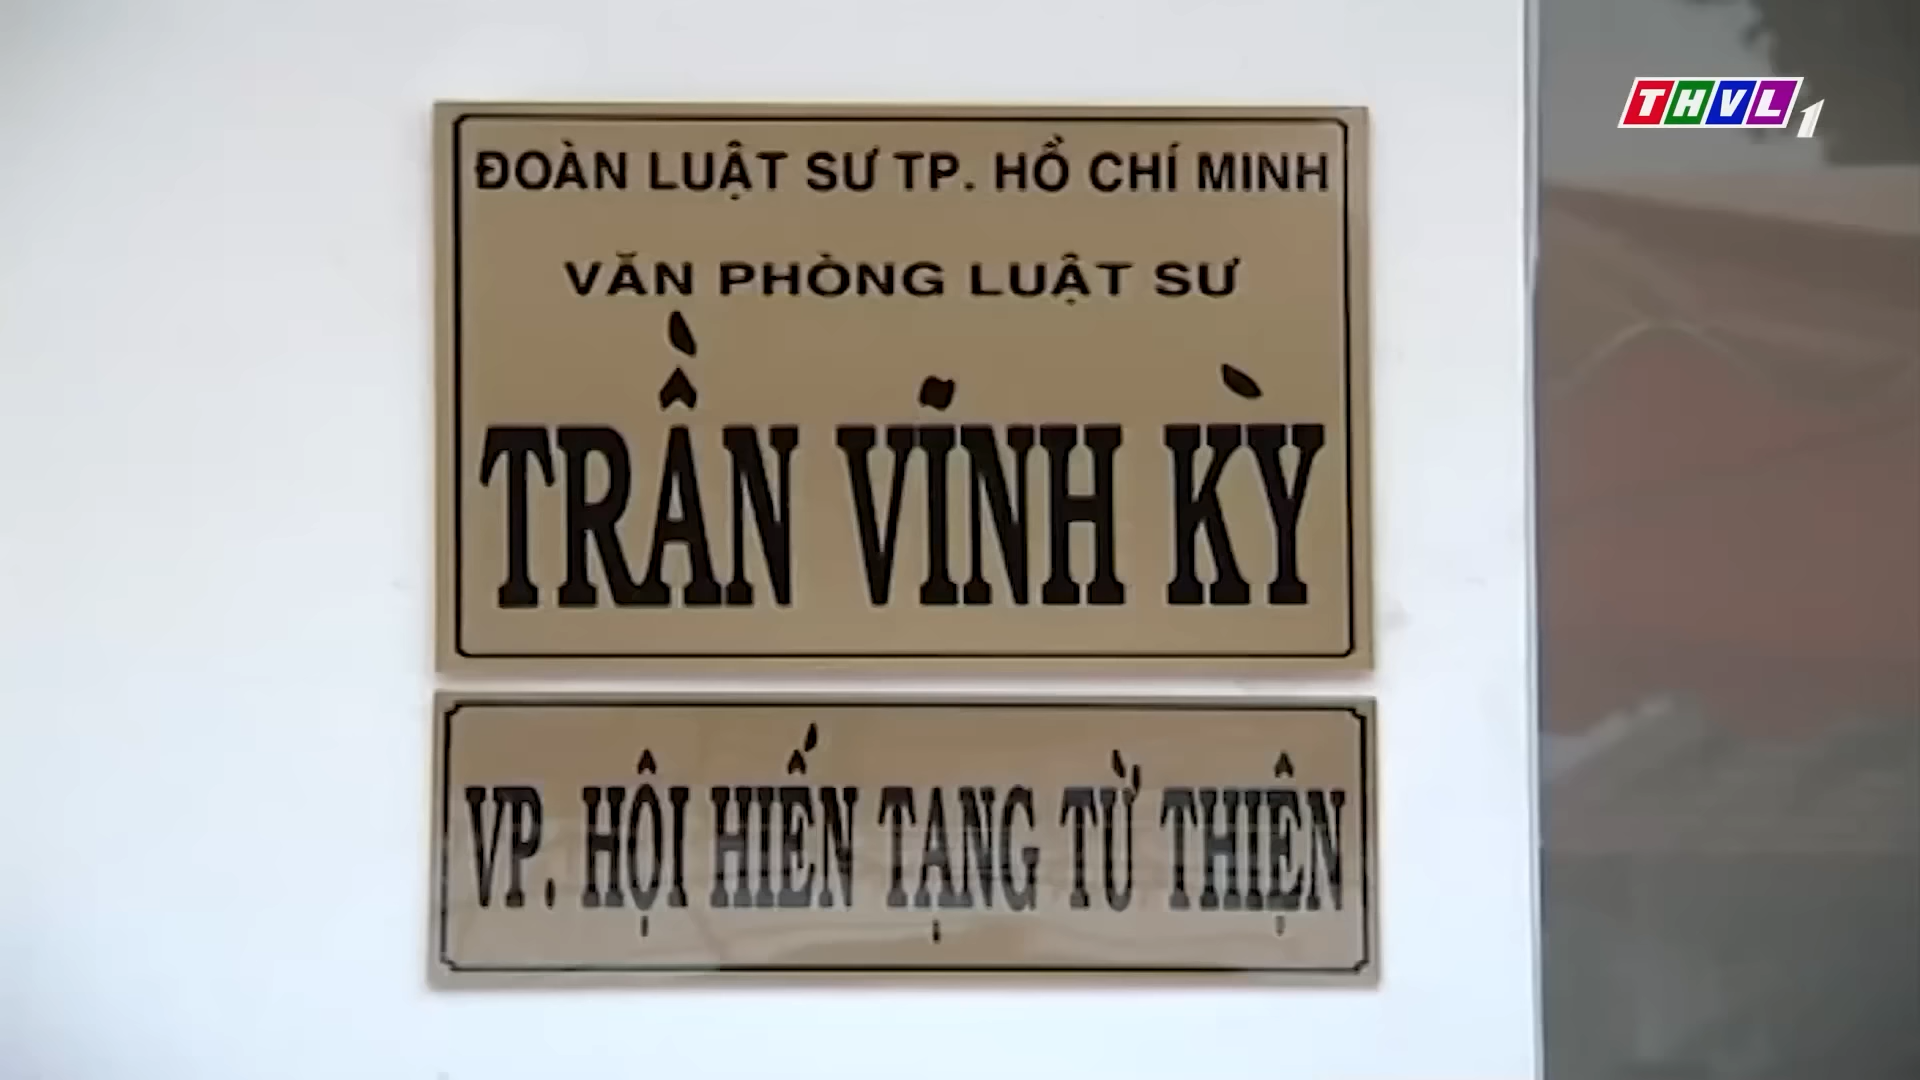 THVL1
ĐOÀN LUẬT SƯ TP. HỒ CHÍ MINH
VĂN PHÒNG LUẬT SƯ
TRẦN VĨNH KỲ
VP. HỘI HIẾN TẠNG TỪ THIỆN